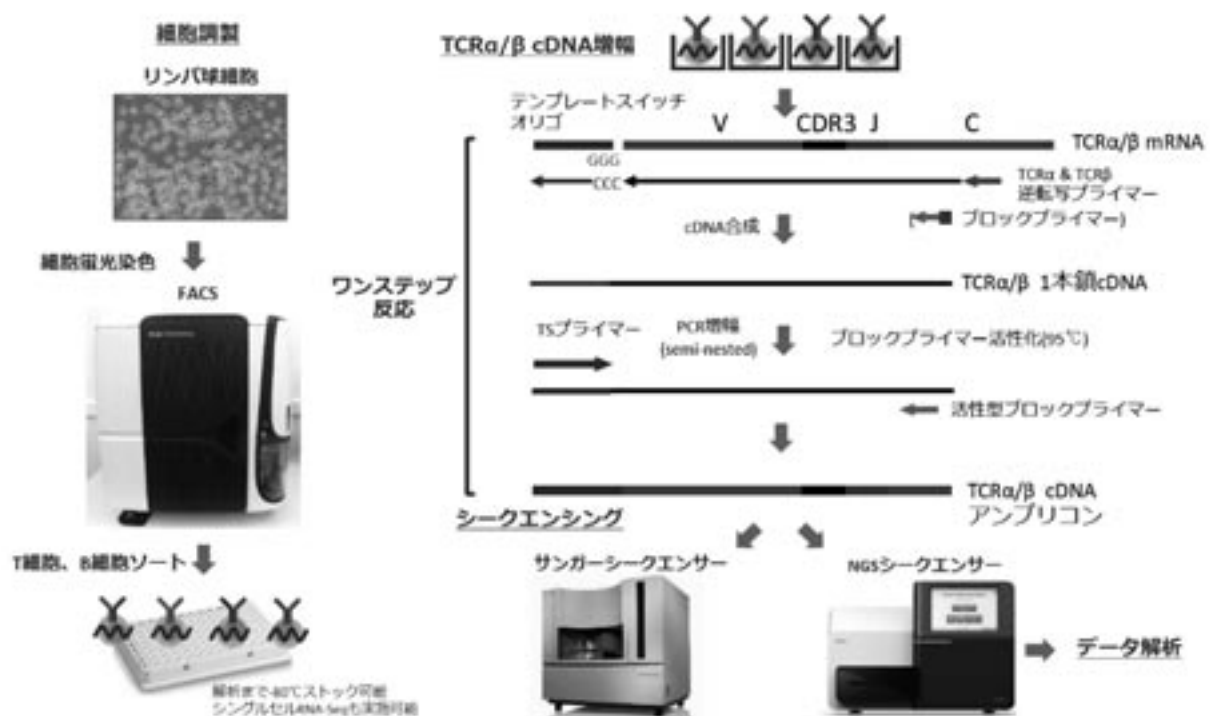 細胞調製
リンパ球細胞
細胞蛍光染色
FACS
T細胞、B細胞ソート
解析まで-80℃ストック可能
シングルセルRNA-Seqも実施可能
TCRα/β cDNA増幅
テンプレートスイッチ
オリゴ
V
CDR3
J
C
TCRα/β mRNA
GGG
CCC
TCRα & TCRβ
逆転写プライマー
(ブロックプライマー)
cDNA合成
ワンステップ
反応
TCRα/β 1本鎖cDNA
TSプライマー
PCR増幅
(semi-nested)
ブロックプライマー活性化(95℃)
活性型ブロックプライマー
TCRα/β cDNA
アンプリコン
シークエンシング
サンガーシークエンサー
NGSシークエンサー
データ解析